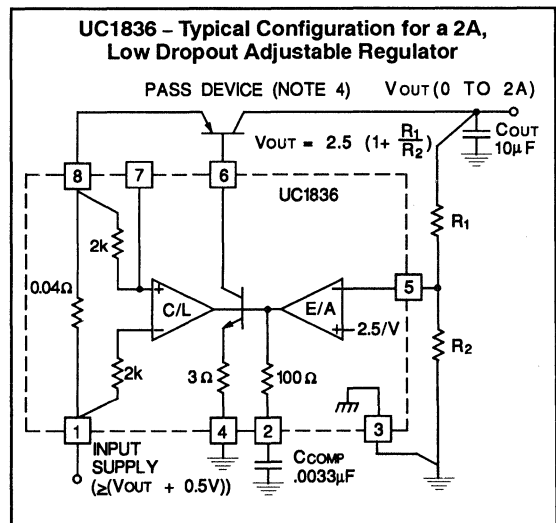 UC1836 – Typical Configuration for a 2A,
Low Dropout Adjustable Regulator
PASS DEVICE (NOTE 4)
VOUT (0 TO 2A)
VOUT = 2.5 (1+ R1/R2)
COUT
10µF
8
7
6
UC1836
R1
2k
0.04Ω
+
C/L
–
–
E/A
+
2.5/V
5
R2
2k
3Ω
100Ω
1
4
2
3
INPUT
SUPPLY
(≥(VOUT + 0.5V))
CCOMP
.0033µF